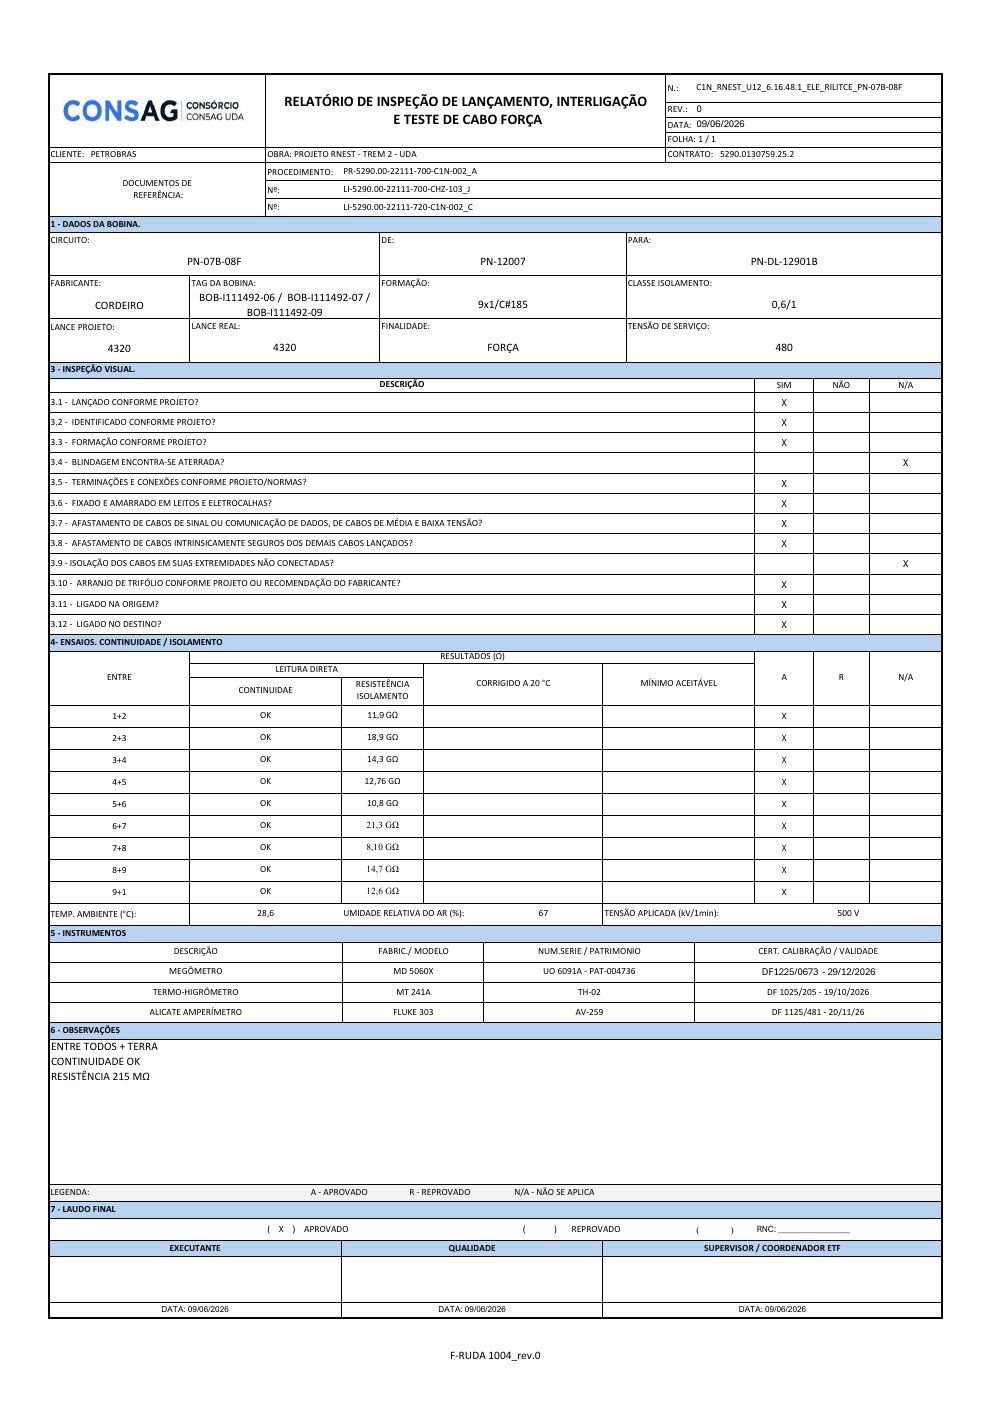 CONSAG CONSÓRCIO CONSAG UDA
RELATÓRIO DE INSPEÇÃO DE LANÇAMENTO, INTERLIGAÇÃO
E TESTE DE CABO FORÇA
N.: C1N_RNEST_U12_6.16.48.1_ELE_RILITCE_PN-07B-08F
REV.: 0
DATA: 09/06/2026
FOLHA: 1 / 1
CLIENTE: PETROBRAS OBRA: PROJETO RNEST - TREM 2 - UDA CONTRATO: 5290.0130759.25.2
DOCUMENTOS DE
REFERÊNCIA:
PROCEDIMENTO: PR-5290.00-22111-700-C1N-002_A
Nº: LI-5290.00-22111-700-CHZ-103_J
Nº: LI-5290.00-22111-720-C1N-002_C
1 - DADOS DA BOBINA.
CIRCUITO: DE: PARA:
PN-07B-08F PN-12007 PN-DL-12901B
FABRICANTE: TAG DA BOBINA: FORMAÇÃO: CLASSE ISOLAMENTO:
CORDEIRO BOB-I111492-06 / BOB-I111492-07 / BOB-I111492-09 9x1/C#185 0,6/1
LANCE PROJETO: LANCE REAL: FINALIDADE: TENSÃO DE SERVIÇO:
4320 4320 FORÇA 480
3 - INSPEÇÃO VISUAL.
DESCRIÇÃO SIM NÃO N/A
3.1 - LANÇADO CONFORME PROJETO? X
3.2 - IDENTIFICADO CONFORME PROJETO? X
3.3 - FORMAÇÃO CONFORME PROJETO? X
3.4 - BLINDAGEM ENCONTRA-SE ATERRADA? X
3.5 - TERMINAÇÕES E CONEXÕES CONFORME PROJETO/NORMAS? X
3.6 - FIXADO E AMARRADO EM LEITOS E ELETROCALHAS? X
3.7 - AFASTAMENTO DE CABOS DE SINAL OU COMUNICAÇÃO DE DADOS, DE CABOS DE MÉDIA E BAIXA TENSÃO? X
3.8 - AFASTAMENTO DE CABOS INTRINSICAMENTE SEGUROS DOS DEMAIS CABOS LANÇADOS? X
3.9 - ISOLAÇÃO DOS CABOS EM SUAS EXTREMIDADES NÃO CONECTADAS? X
3.10 - ARRANJO DE TRIFÓLIO CONFORME PROJETO OU RECOMENDAÇÃO DO FABRICANTE? X
3.11 - LIGADO NA ORIGEM? X
3.12 - LIGADO NO DESTINO? X
4- ENSAIOS. CONTINUIDADE / ISOLAMENTO
RESULTADOS (Ω)
LEITURA DIRETA
ENTRE CONTINUIDAE RESISTEÊNCIA ISOLAMENTO CORRIGIDO A 20 °C MÍNIMO ACEITÁVEL A R N/A
1+2 OK 11,9 GΩ X
2+3 OK 18,9 GΩ X
3+4 OK 14,3 GΩ X
4+5 OK 12,76 GΩ X
5+6 OK 10,8 GΩ X
6+7 OK 21,3 GΩ X
7+8 OK 8,10 GΩ X
8+9 OK 14,7 GΩ X
9+1 OK 12,6 GΩ X
TEMP. AMBIENTE (°C): 28,6 UMIDADE RELATIVA DO AR (%): 67 TENSÃO APLICADA (kV/1min): 500 V
5 - INSTRUMENTOS
DESCRIÇÃO FABRIC./ MODELO NUM.SERIE / PATRIMONIO CERT. CALIBRAÇÃO / VALIDADE
MEGÔMETRO MD 5060X UO 6091A - PAT-004736 DF1225/0673 - 29/12/2026
TERMO-HIGRÔMETRO MT 241A TH-02 DF 1025/205 - 19/10/2026
ALICATE AMPERÍMETRO FLUKE 303 AV-259 DF 1125/481 - 20/11/26
6 - OBSERVAÇÕES
ENTRE TODOS + TERRA
CONTINUIDADE OK
RESISTÊNCIA 215 MΩ
LEGENDA: A - APROVADO R - REPROVADO N/A - NÃO SE APLICA
7 - LAUDO FINAL
( X ) APROVADO ( ) REPROVADO ( ) RNC: ________________
EXECUTANTE QUALIDADE SUPERVISOR / COORDENADOR ETF
DATA: 09/06/2026 DATA: 09/06/2026 DATA: 09/06/2026
F-RUDA 1004_rev.0